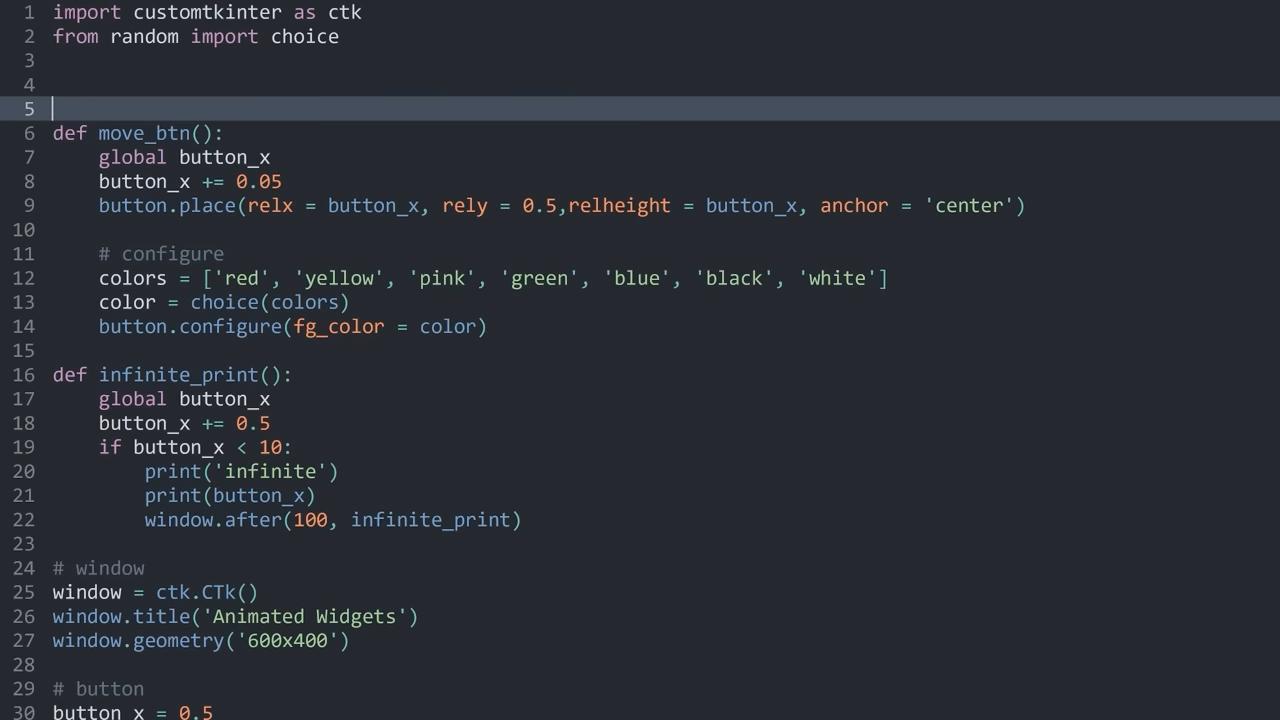 1 import customtkinter as ctk
2 from random import choice
3
4
5
6 def move_btn():
7     global button_x
8     button_x += 0.05
9     button.place(relx = button_x, rely = 0.5,relheight = button_x, anchor = 'center')
10
11     # configure
12     colors = ['red', 'yellow', 'pink', 'green', 'blue', 'black', 'white']
13     color = choice(colors)
14     button.configure(fg_color = color)
15
16 def infinite_print():
17     global button_x
18     button_x += 0.5
19     if button_x < 10:
20         print('infinite')
21         print(button_x)
22         window.after(100, infinite_print)
23
24 # window
25 window = ctk.CTk()
26 window.title('Animated Widgets')
27 window.geometry('600x400')
28
29 # button
30 button_x = 0.5